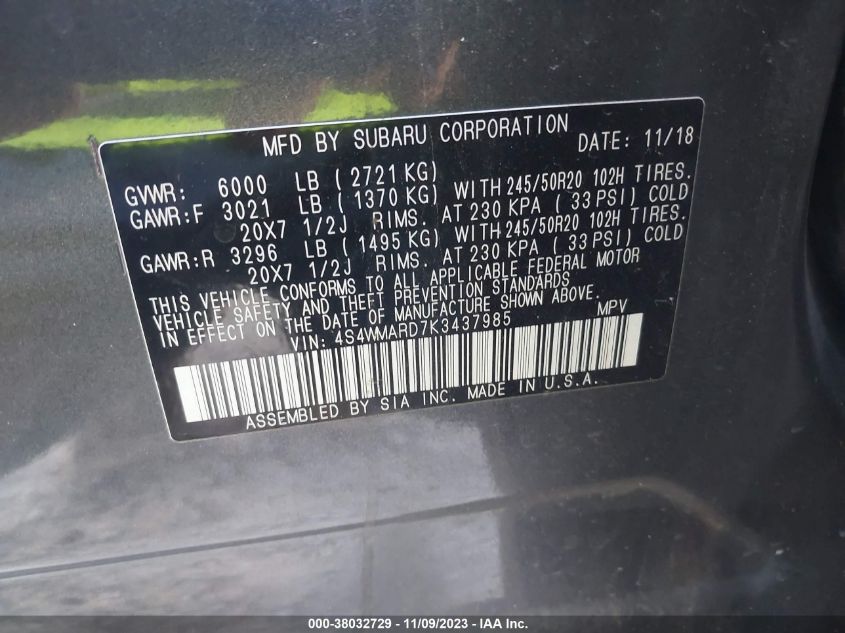 MFD BY SUBARU CORPORATION DATE: 11/18
GVWR: 6000 LB (2721 KG)
GAWR:F 3021 LB (1370 KG) WITH 245/50R20 102H TIRES.
20X7 1/2J RIMS. AT 230 KPA (33 PSI) COLD
GAWR:R 3296 LB (1495 KG) WITH 245/50R20 102H TIRES.
20X7 1/2J RIMS. AT 230 KPA (33 PSI) COLD
THIS VEHICLE CONFORMS TO ALL APPLICABLE FEDERAL MOTOR
VEHICLE SAFETY AND THEFT PREVENTION STANDARDS
IN EFFECT ON THE DATE OF MANUFACTURE SHOWN ABOVE.
VIN: 4S4WMARD7K3437985 MPV
ASSEMBLED BY SIA INC. MADE IN U.S.A.
000-38032729 - 11/09/2023 - IAA Inc.